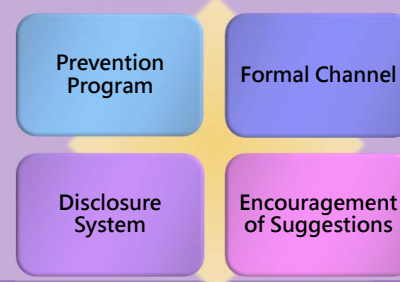 Prevention
Program
Formal Channel
Disclosure
System
Encouragement
of Suggestions